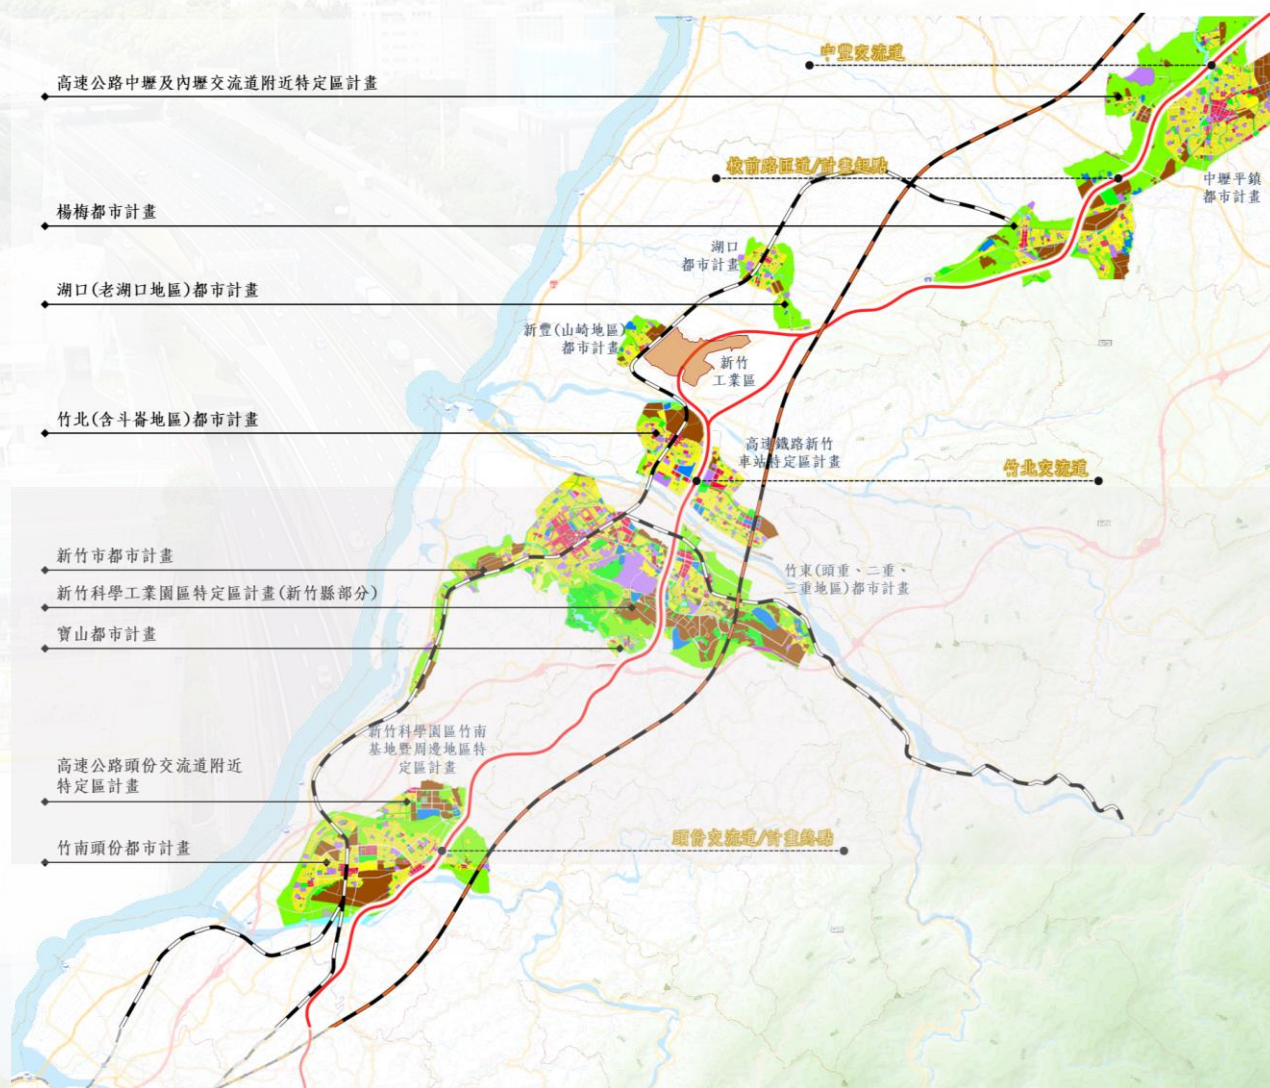 中豐交流道
高速公路中壢及內壢交流道附近特定區計畫
校前路匝道/計畫起點
中壢平鎮
都市計畫
楊梅都市計畫
湖口
都市計畫
湖口(老湖口地區)都市計畫
新豐(山崎地區)
都市計畫
新竹
工業區
竹北(含斗崙地區)都市計畫
高速鐵路新竹
車站特定區計畫
竹北交流道
新竹市都市計畫
竹東(頭重、二重、
三重地區)都市計畫
新竹科學工業園區特定區計畫(新竹縣部分)
寶山都市計畫
新竹科學園區竹南
基地暨周邊地區特
定區計畫
高速公路頭份交流道附近
特定區計畫
頭份交流道/計畫終點
竹南頭份都市計畫